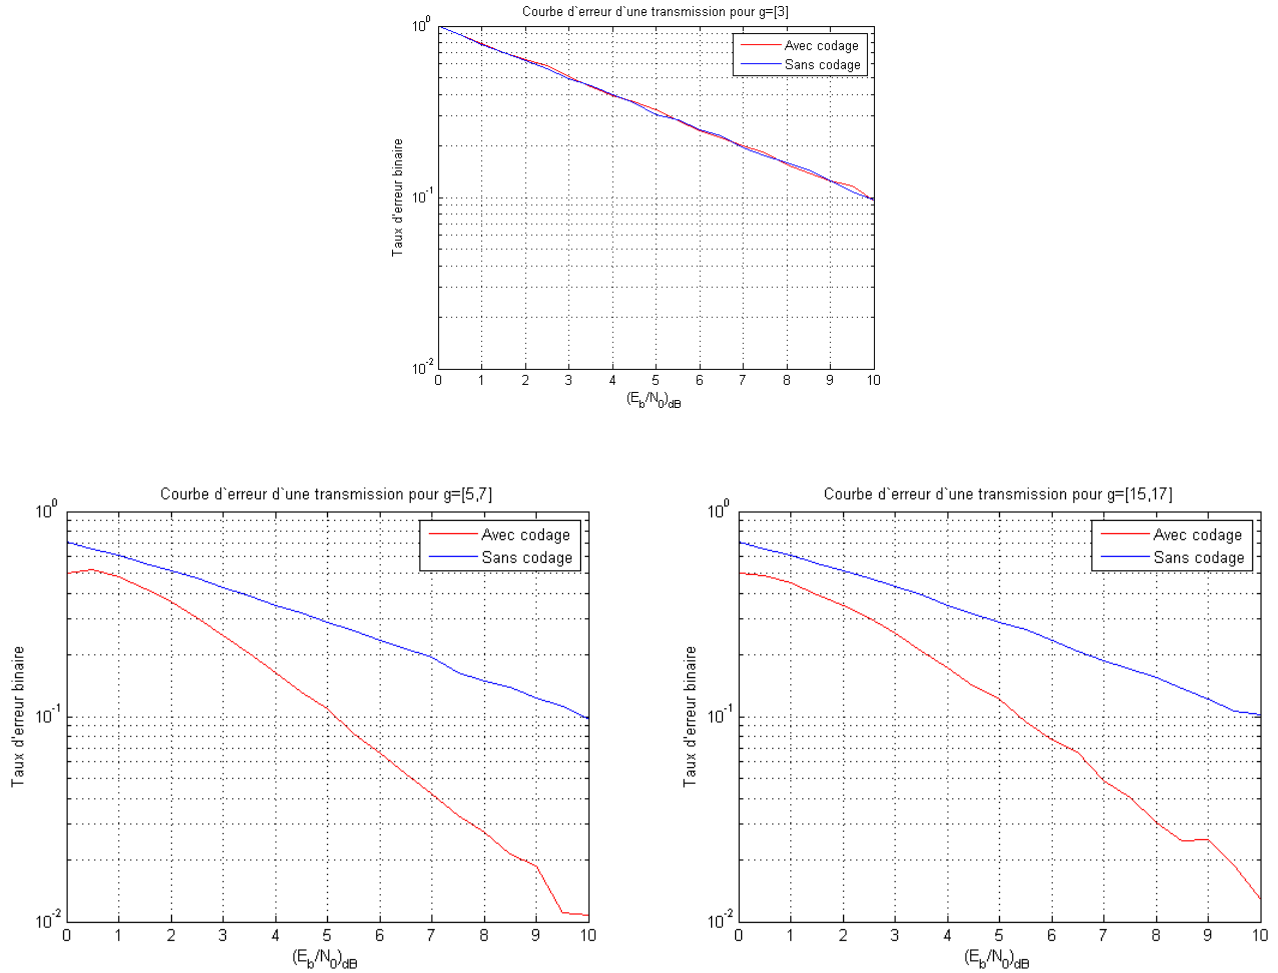 Courbe d`erreur d`une transmission pour g=[3]
Avec codage
Sans codage
Taux d'erreur binaire
10^0
10^-1
10^-2
0 1 2 3 4 5 6 7 8 9 10
(E_b/N_0)_dB
Courbe d`erreur d`une transmission pour g=[5,7]
Avec codage
Sans codage
Taux d'erreur binaire
10^0
10^-1
10^-2
0 1 2 3 4 5 6 7 8 9 10
(E_b/N_0)_dB
Courbe d`erreur d`une transmission pour g=[15,17]
Avec codage
Sans codage
Taux d'erreur binaire
10^0
10^-1
10^-2
0 1 2 3 4 5 6 7 8 9 10
(E_b/N_0)_dB